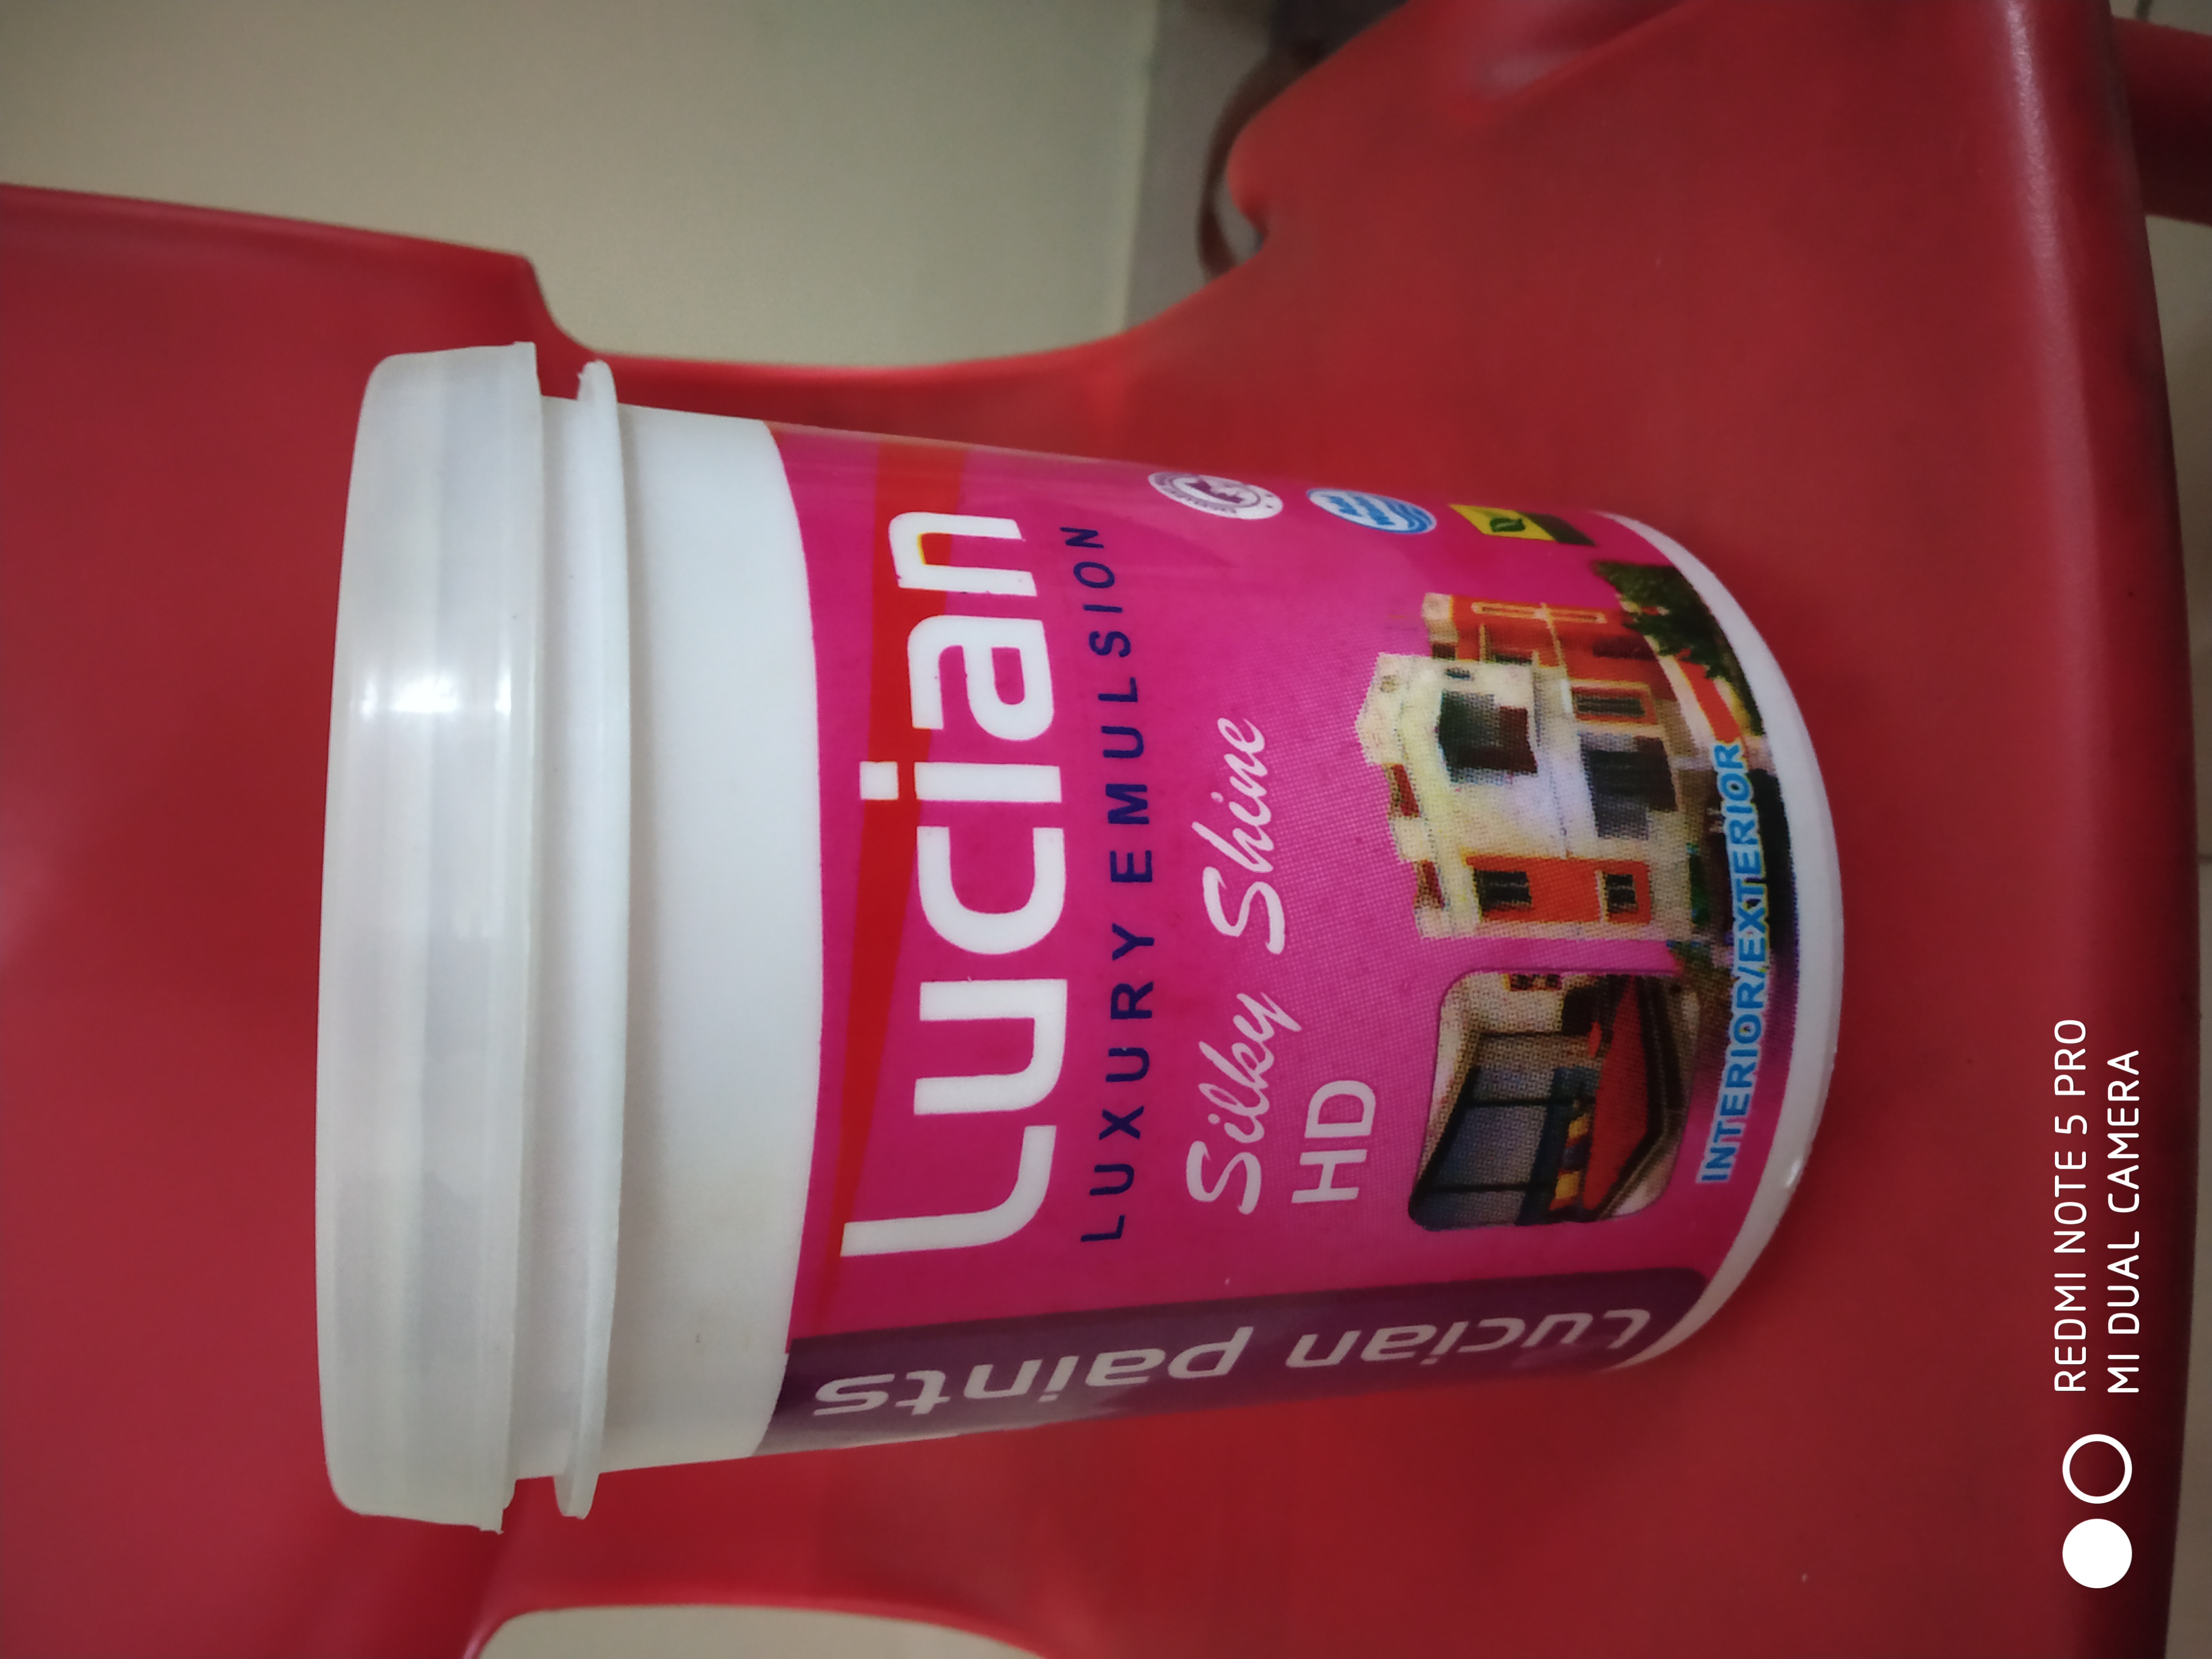 Lucian paints
Lucian
LUXURY EMULSION
Silky Shine
HD
INTERIOR/EXTERIOR
REDMI NOTE 5 PRO
MI DUAL CAMERA